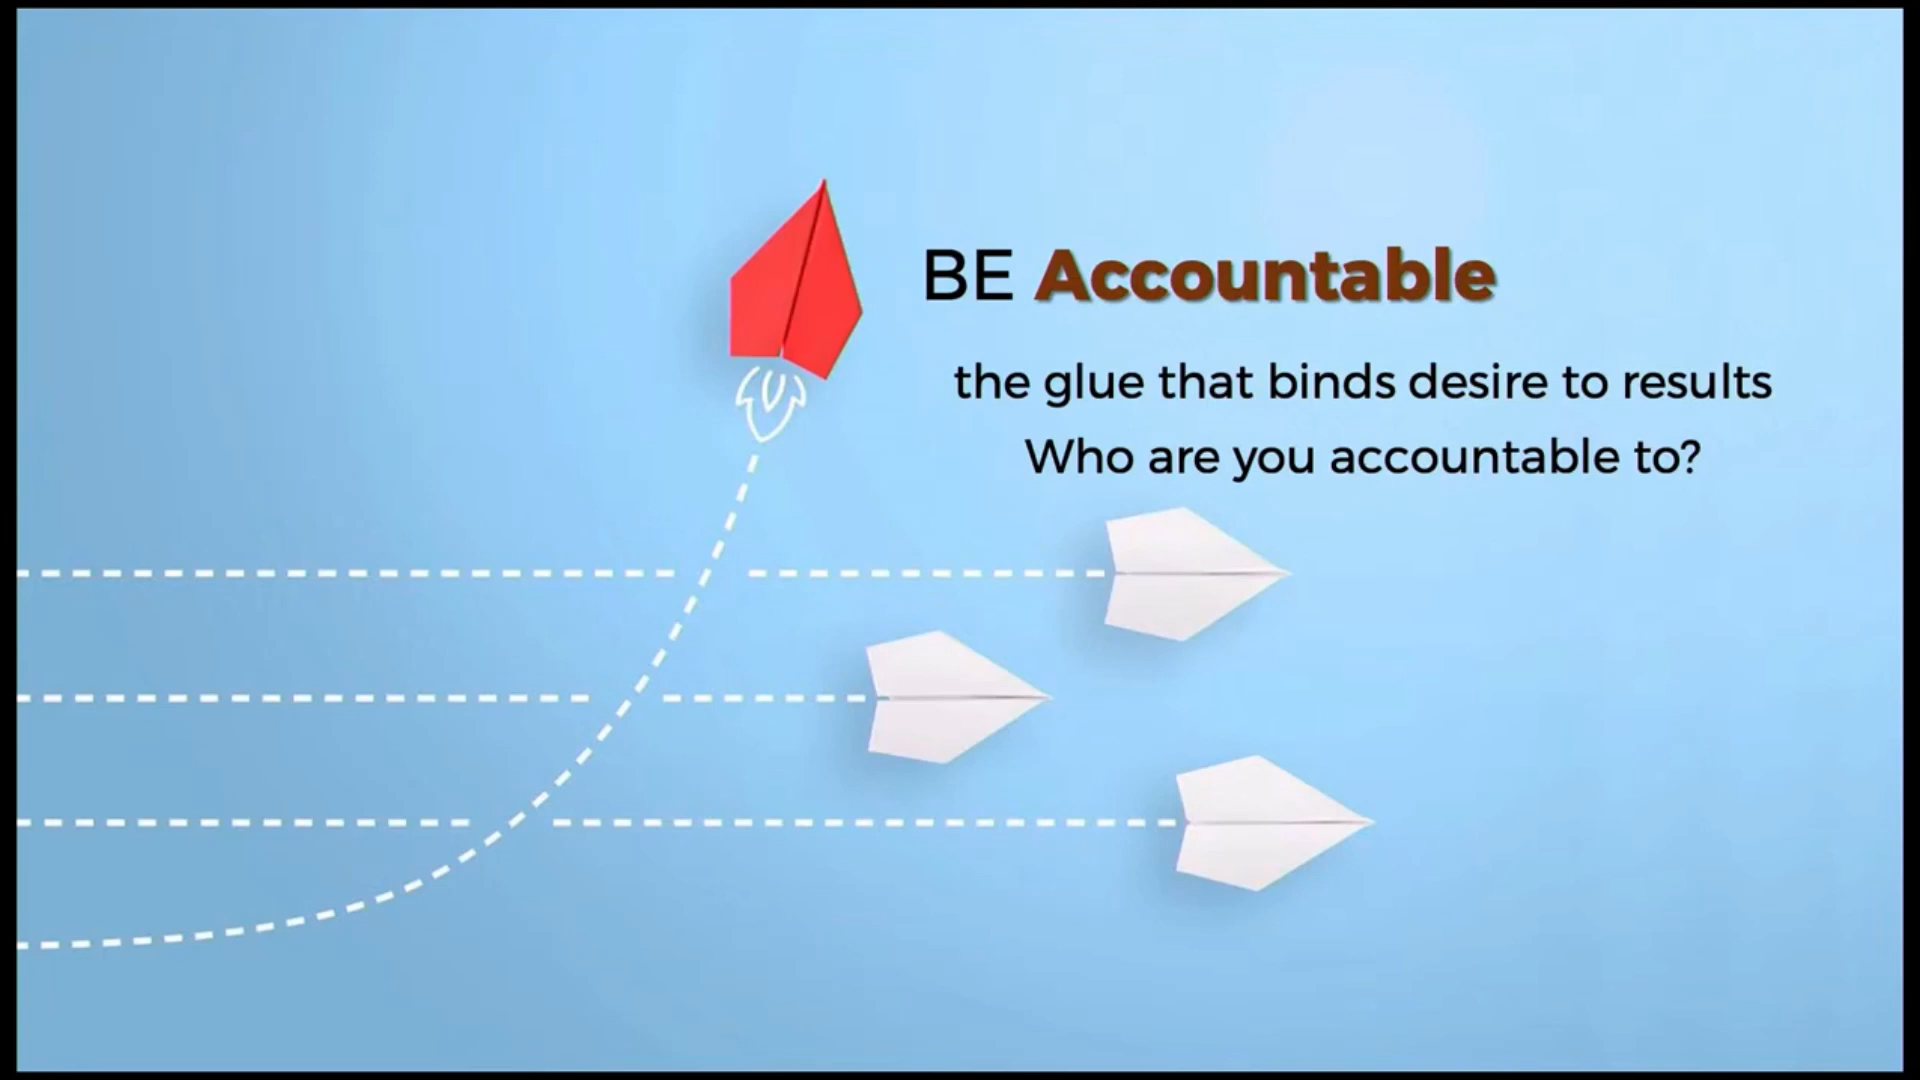 BE Accountable
the glue that binds desire to results
Who are you accountable to?